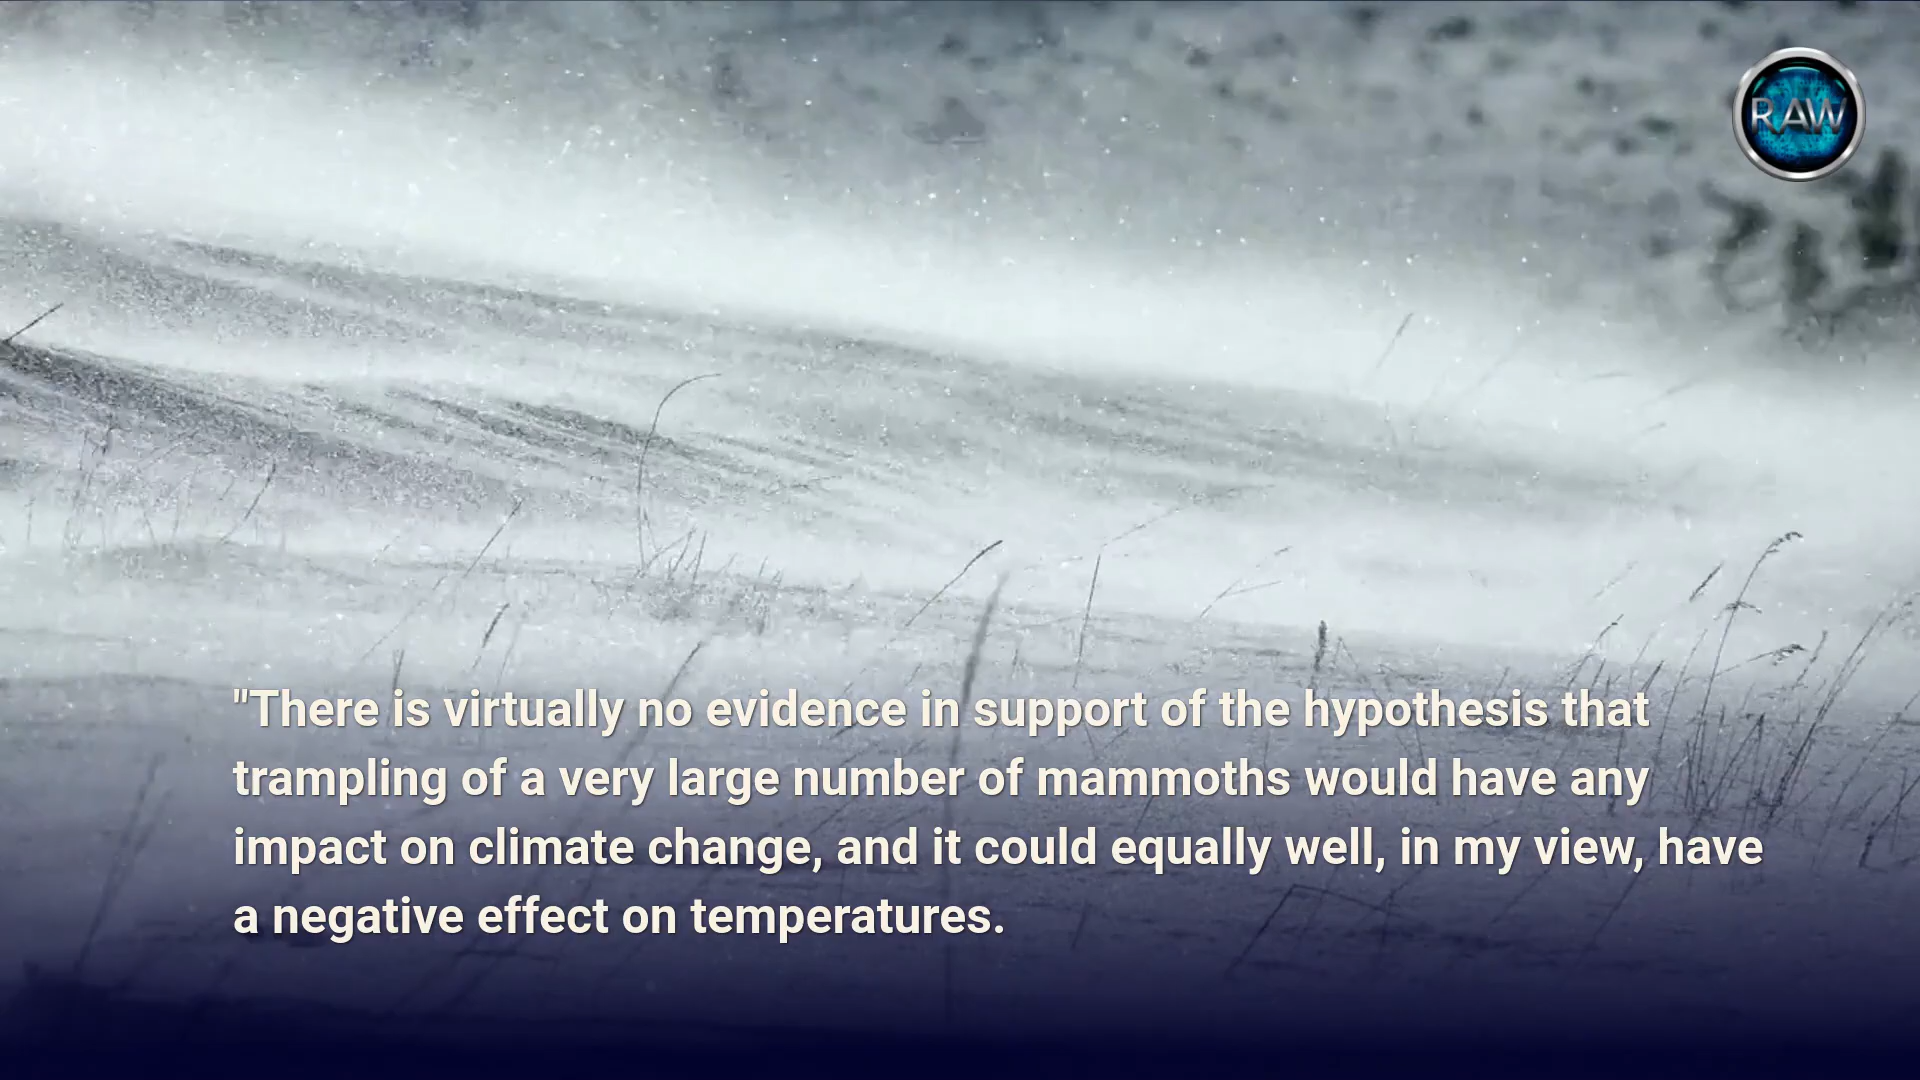 RAW
"There is virtually no evidence in support of the hypothesis that
trampling of a very large number of mammoths would have any
impact on climate change, and it could equally well, in my view, have
a negative effect on temperatures.